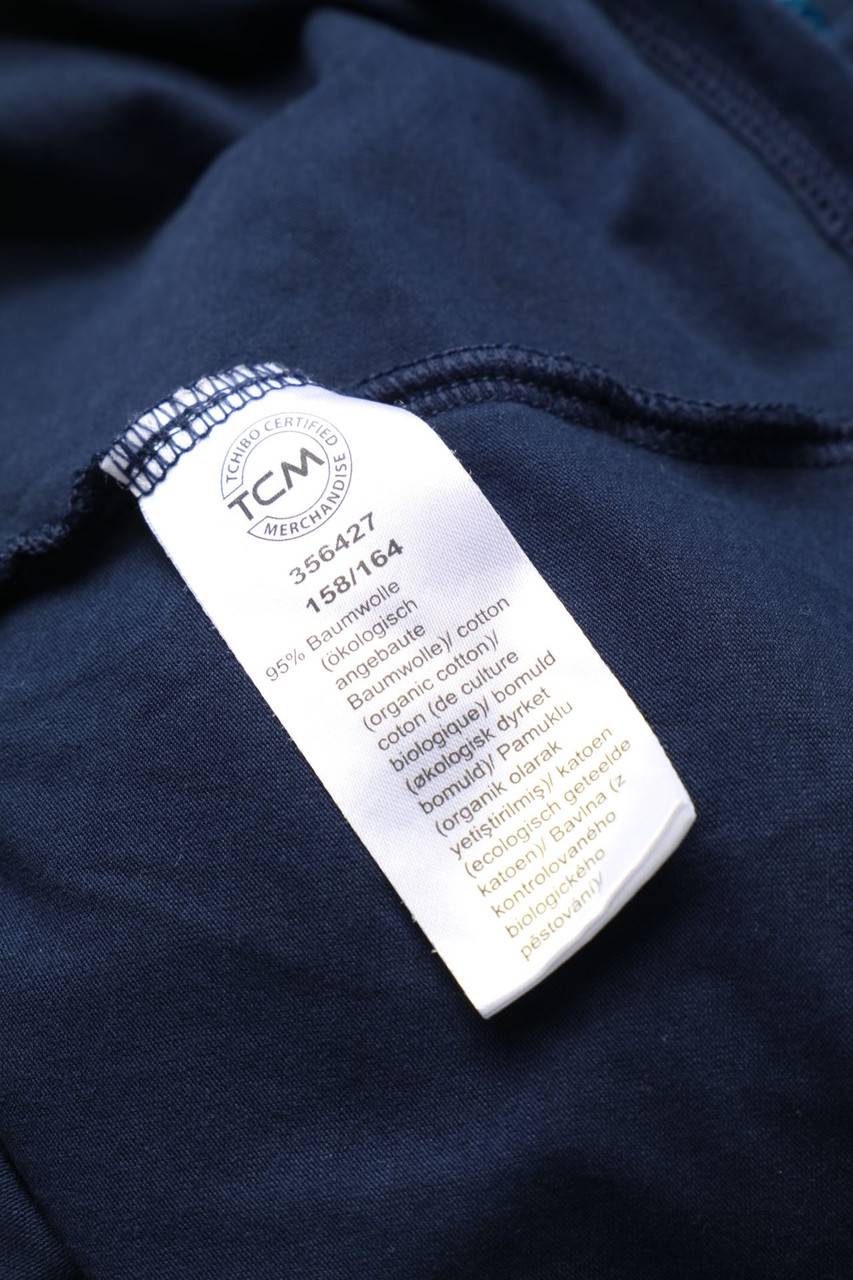 TCHIBO CERTIFIED
TCM
MERCHANDISE
356427
158/164
95% Baumwolle
(ökologisch
angebaute
Baumwolle)/ cotton
(organic cotton)/
coton (de culture
biologique)/ bomuld
(økologisk dyrket
bomuld)/ Pamuklu
(organik olarak
yetiştirilmiş)/ katoen
(ecologisch geteelde
katoen)/ Bavlna (z
kontrolovaného
biologického
pěstování)/